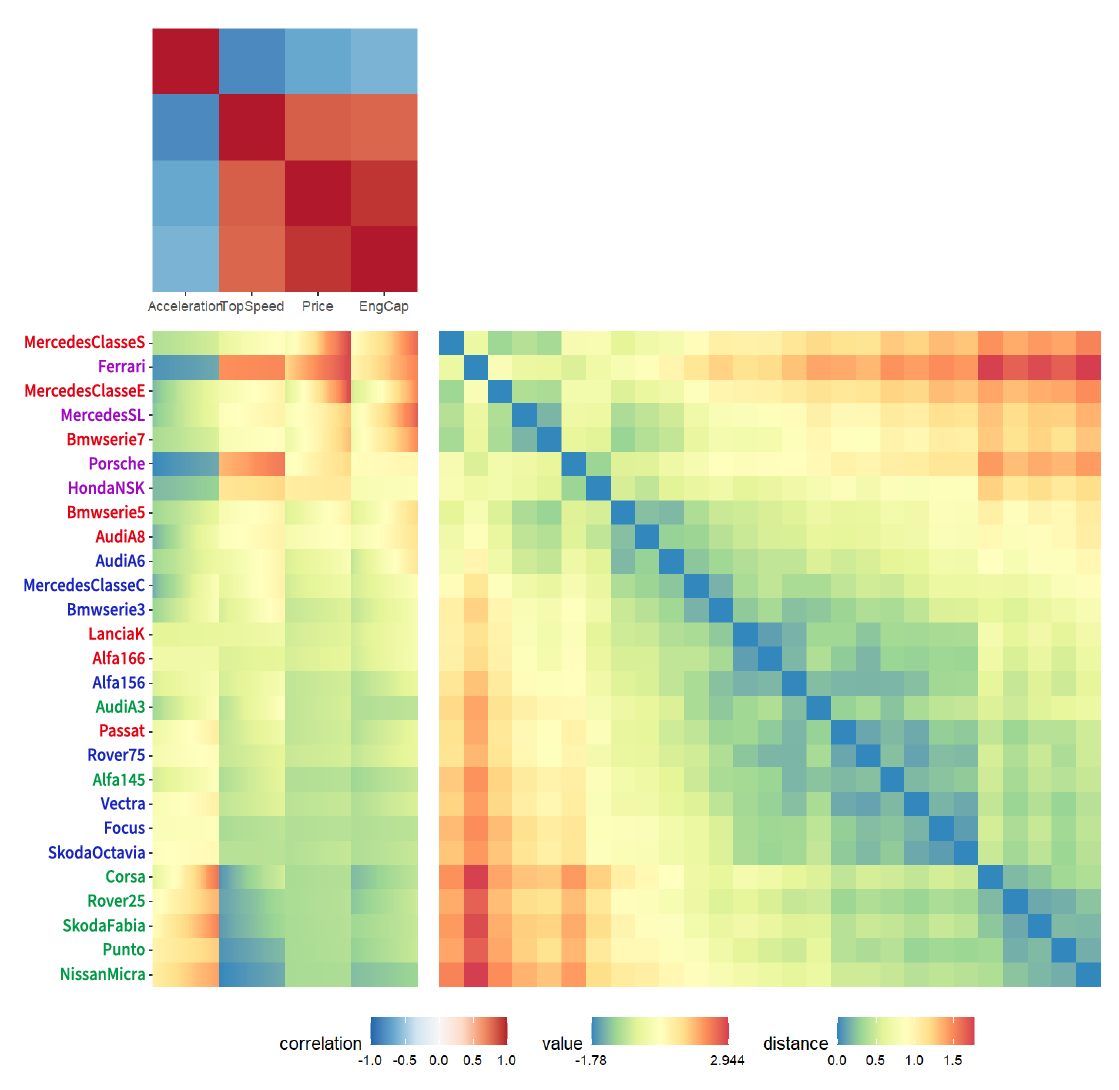 Acceleration TopSpeed Price EngCap
MercedesClasseS
Ferrari
MercedesClasseE
MercedesSL
Bmwserie7
Porsche
HondaNSK
Bmwserie5
AudiA8
AudiA6
MercedesClasseC
Bmwserie3
LanciaK
Alfa166
Alfa156
AudiA3
Passat
Rover75
Alfa145
Vectra
Focus
SkodaOctavia
Corsa
Rover25
SkodaFabia
Punto
NissanMicra
correlation
-1.0 -0.5 0.0 0.5 1.0
value
-1.78 2.944
distance
0.0 0.5 1.0 1.5